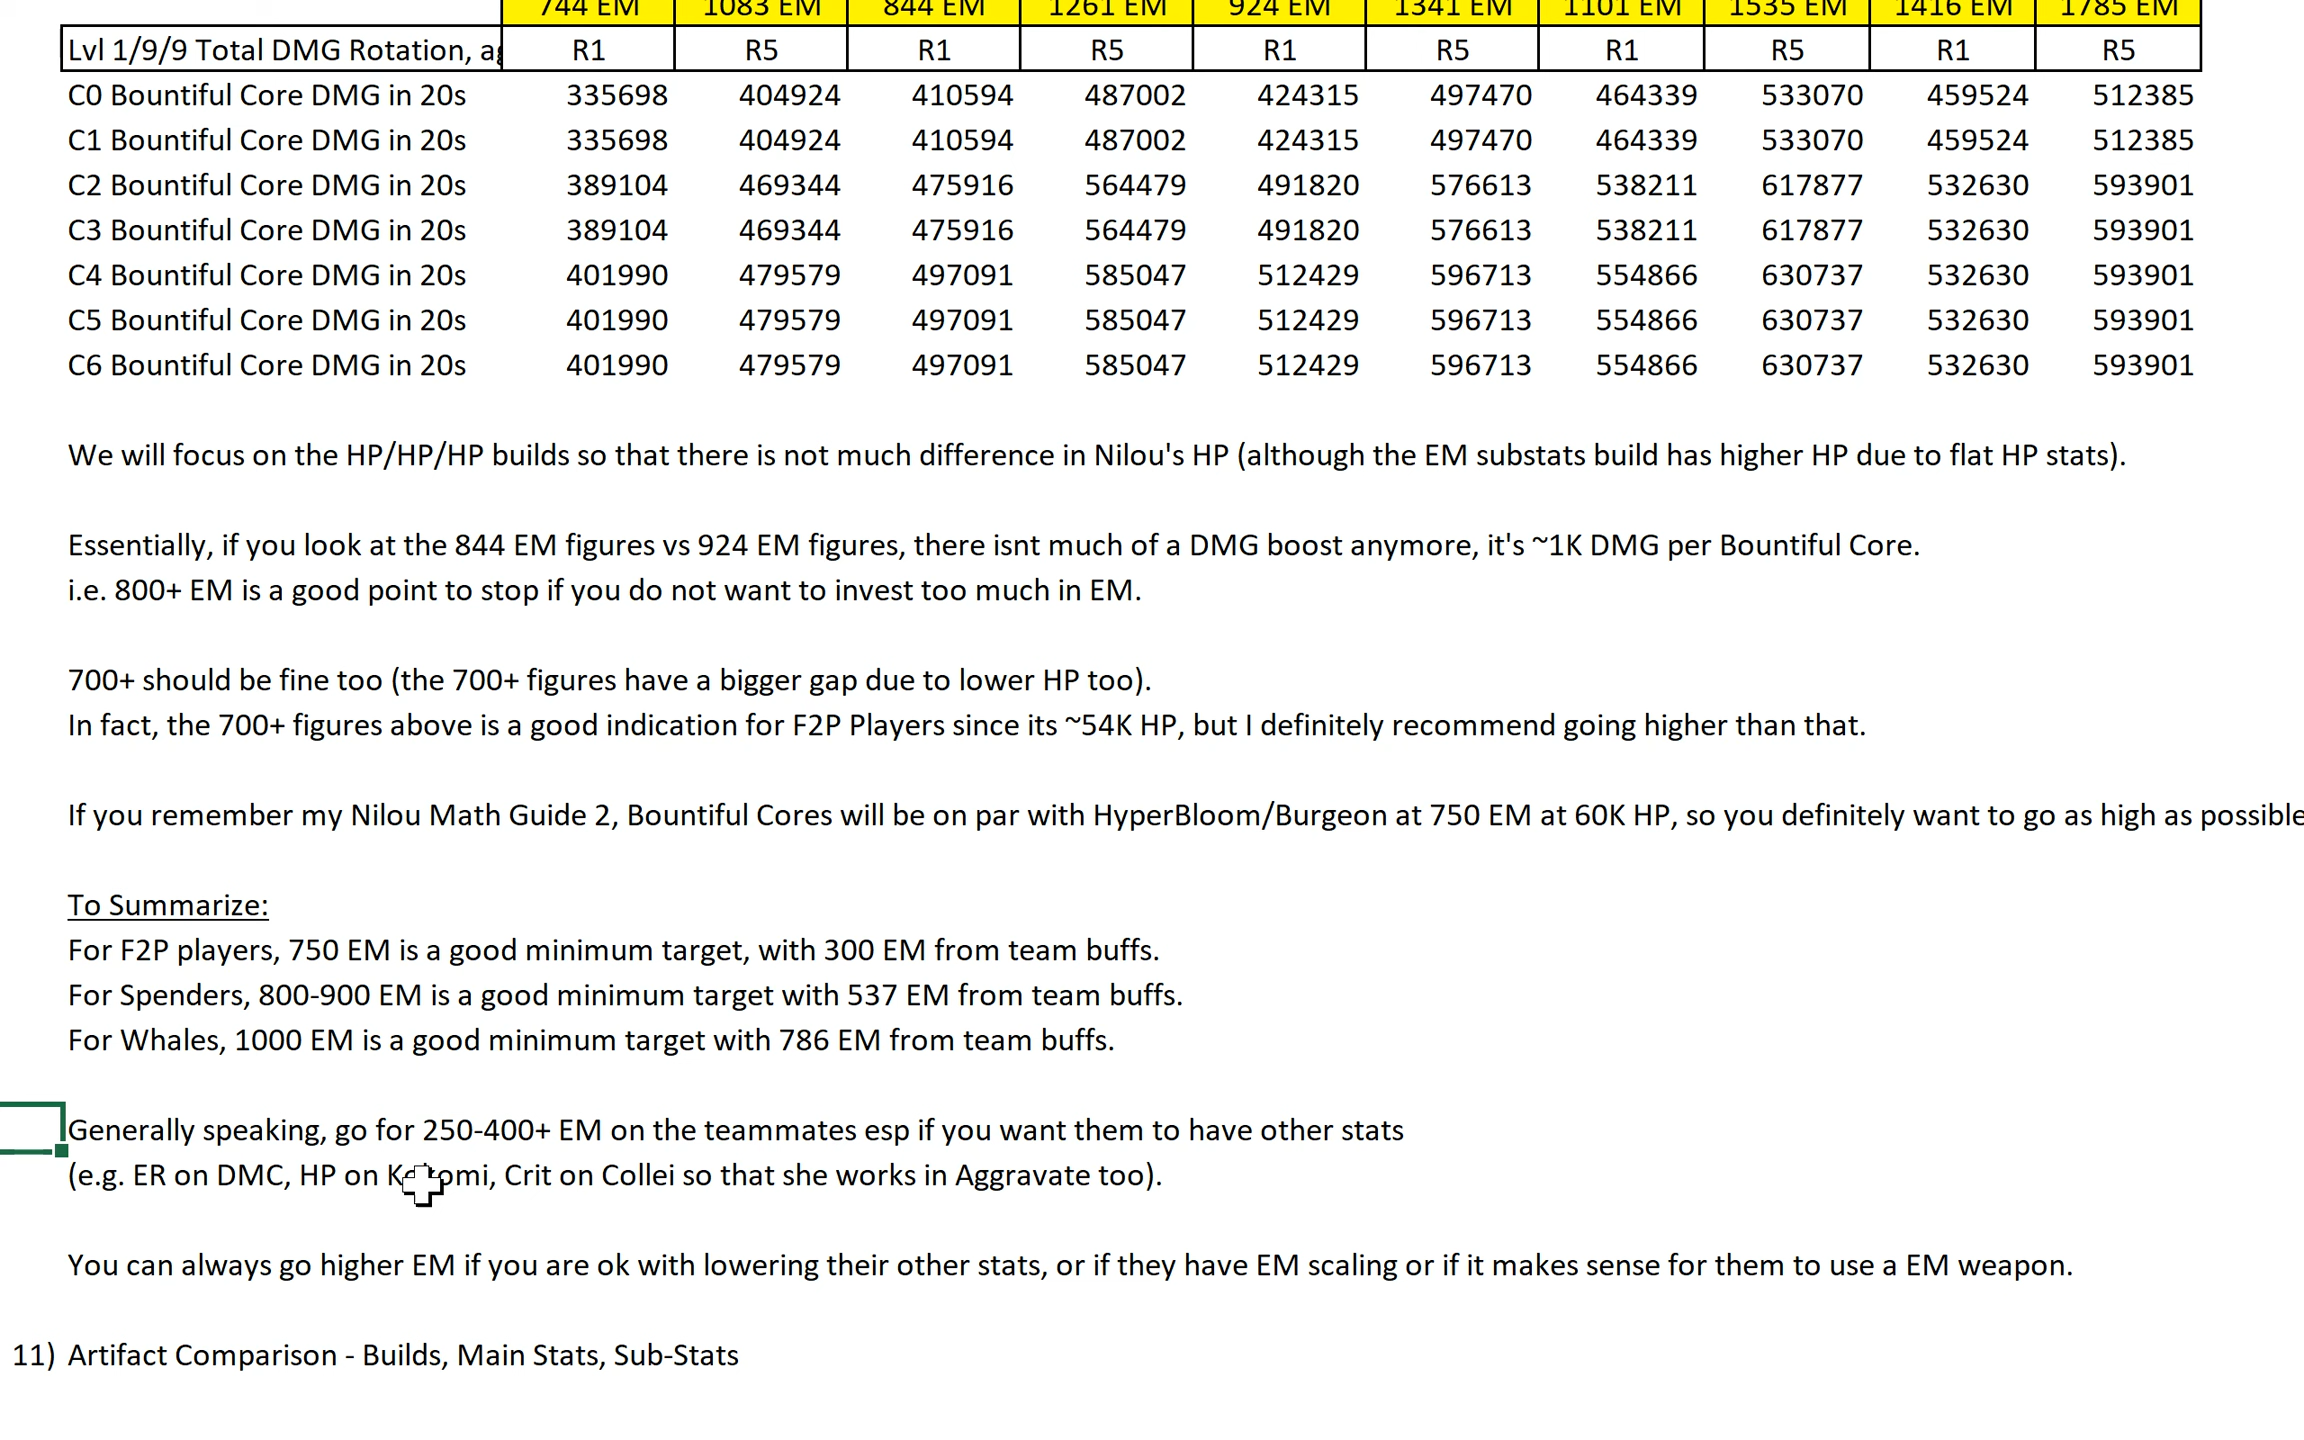 744 EM 1083 EM 844 EM 1261 EM 924 EM 1341 EM 1101 EM 1535 EM 1416 EM 1785 EM
Lvl 1/9/9 Total DMG Rotation, R1 R5 R1 R5 R1 R5 R1 R5 R1 R5
C0 Bountiful Core DMG in 20s 335698 404924 410594 487002 424315 497470 464339 533070 459524 512385
C1 Bountiful Core DMG in 20s 335698 404924 410594 487002 424315 497470 464339 533070 459524 512385
C2 Bountiful Core DMG in 20s 389104 469344 475916 564479 491820 576613 538211 617877 532630 593901
C3 Bountiful Core DMG in 20s 389104 469344 475916 564479 491820 576613 538211 617877 532630 593901
C4 Bountiful Core DMG in 20s 401990 479579 497091 585047 512429 596713 554866 630737 532630 593901
C5 Bountiful Core DMG in 20s 401990 479579 497091 585047 512429 596713 554866 630737 532630 593901
C6 Bountiful Core DMG in 20s 401990 479579 497091 585047 512429 596713 554866 630737 532630 593901
We will focus on the HP/HP/HP builds so that there is not much difference in Nilou's HP (although the EM substats build has higher HP due to flat HP stats).
Essentially, if you look at the 844 EM figures vs 924 EM figures, there isnt much of a DMG boost anymore, it's ~1K DMG per Bountiful Core.
i.e. 800+ EM is a good point to stop if you do not want to invest too much in EM.
700+ should be fine too (the 700+ figures have a bigger gap due to lower HP too).
In fact, the 700+ figures above is a good indication for F2P Players since its ~54K HP, but I definitely recommend going higher than that.
If you remember my Nilou Math Guide 2, Bountiful Cores will be on par with HyperBloom/Burgeon at 750 EM at 60K HP, so you definitely want to go as high as possible
To Summarize:
For F2P players, 750 EM is a good minimum target, with 300 EM from team buffs.
For Spenders, 800-900 EM is a good minimum target with 537 EM from team buffs.
For Whales, 1000 EM is a good minimum target with 786 EM from team buffs.
Generally speaking, go for 250-400+ EM on the teammates esp if you want them to have other stats
(e.g. ER on DMC, HP on Kokomi, Crit on Collei so that she works in Aggravate too).
You can always go higher EM if you are ok with lowering their other stats, or if they have EM scaling or if it makes sense for them to use a EM weapon.
11) Artifact Comparison - Builds, Main Stats, Sub-Stats